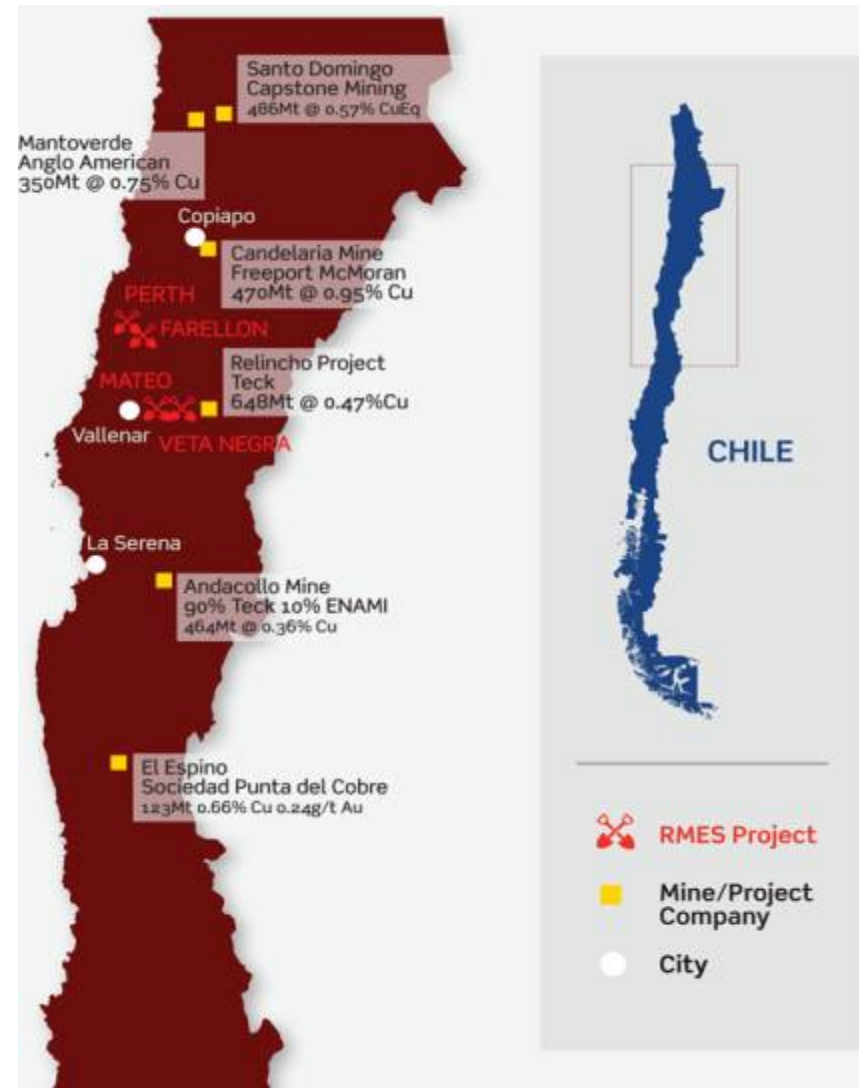 Santo Domingo
Capstone Mining
486Mt @ 0.57% CuEq
Mantoverde
Anglo American
350Mt @ 0.75% Cu
Copiapo
Candelaria Mine
Freeport McMoran
470Mt @ 0.95% Cu
PERTH
FARELLON
Relincho Project
Teck
648Mt @ 0.47%Cu
MATEO
Vallenar
VETA NEGRA
La Serena
Andacollo Mine
90% Teck 10% ENAMI
464Mt @ 0.36% Cu
El Espino
Sociedad Punta del Cobre
123Mt 0.66% Cu 0.24g/t Au
CHILE
RMES Project
Mine/Project
Company
City